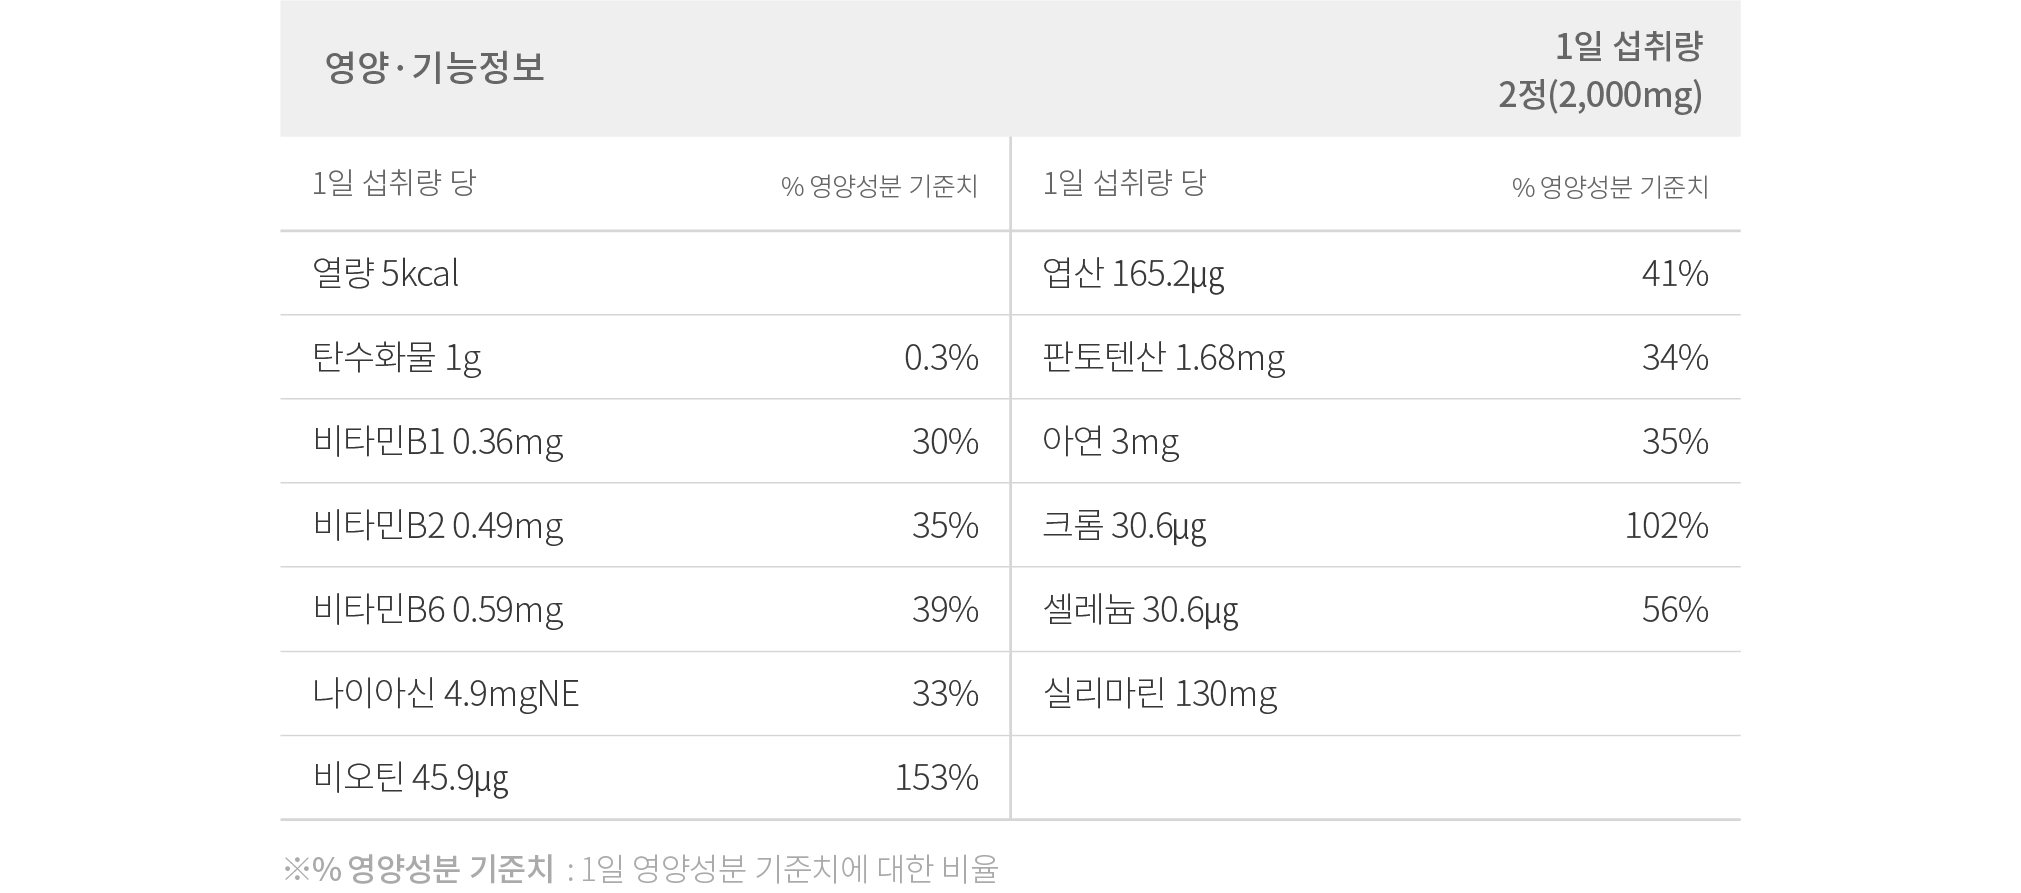 영양·기능정보
1일 섭취량
2정(2,000mg)
1일 섭취량 당 % 영양성분 기준치 1일 섭취량 당 % 영양성분 기준치
열량 5kcal 엽산 165.2μg 41%
탄수화물 1g 0.3% 판토텐산 1.68mg 34%
비타민B1 0.36mg 30% 아연 3mg 35%
비타민B2 0.49mg 35% 크롬 30.6μg 102%
비타민B6 0.59mg 39% 셀레늄 30.6μg 56%
나이아신 4.9mgNE 33% 실리마린 130mg
비오틴 45.9μg 153%
※% 영양성분 기준치 : 1일 영양성분 기준치에 대한 비율